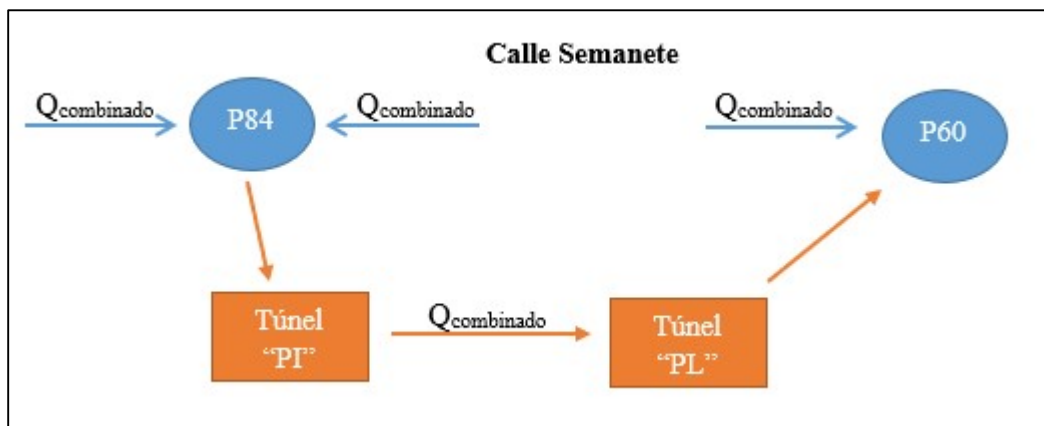 Calle Semanete
Qcombinado
P84
Qcombinado
Qcombinado
P60
Túnel
“PI”
Qcombinado
Túnel
“PL”